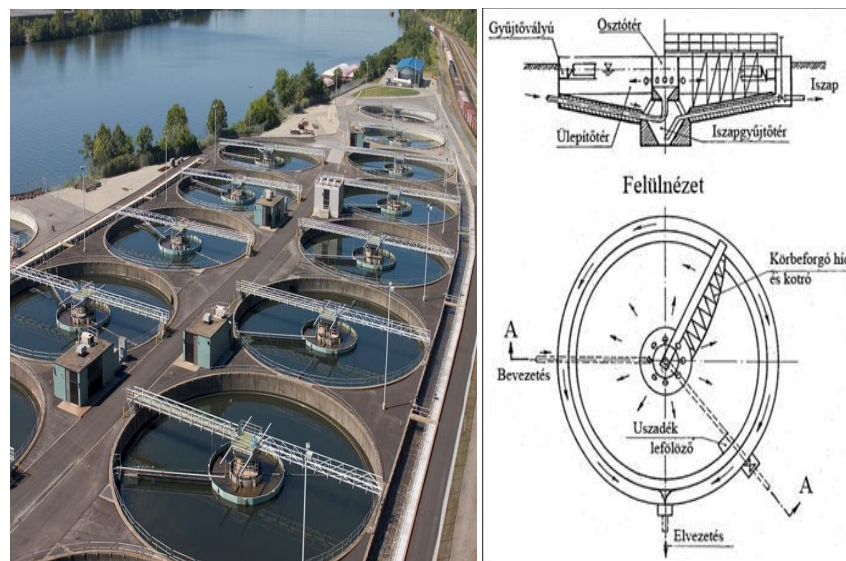 Gyűjtővályú
Osztótér
Iszap
Ülepítőtér
Iszapgyűjtőtér
Felülnézet
Körbeforgó híd
és kotró
A
Bevezetés
Uszadék
lefölöző
A
Elvezetés